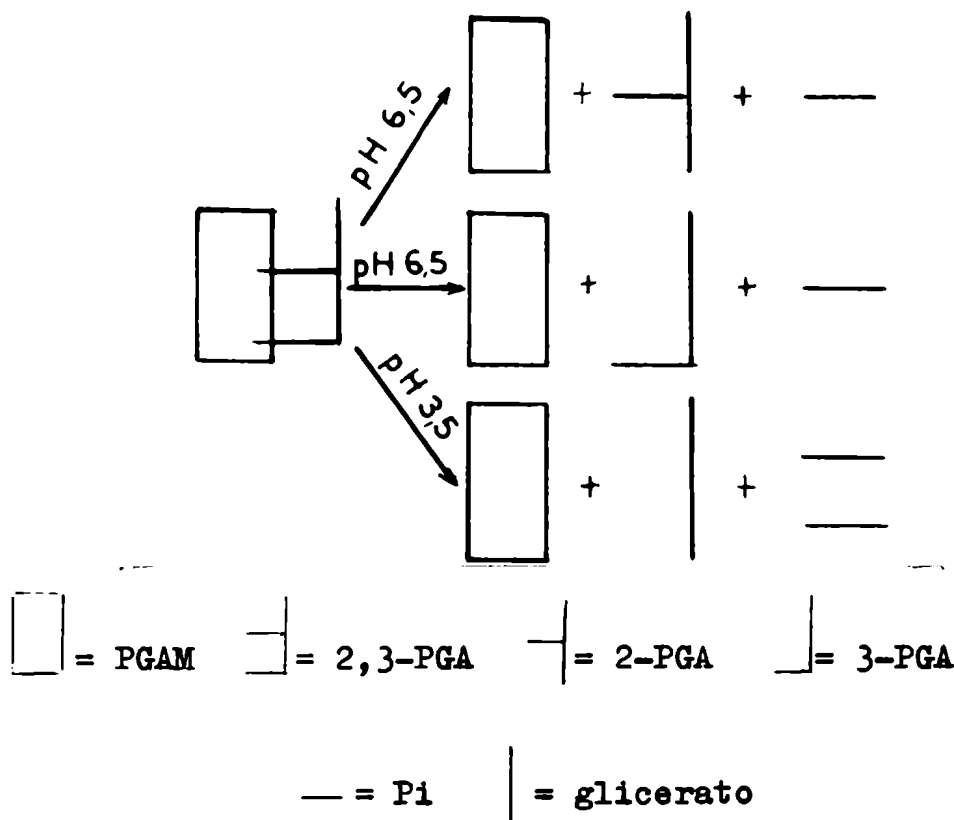 pH 6,5
+ +
pH 6,5
+ +
pH 3,5
+ +
= PGAM = 2,3-PGA = 2-PGA = 3-PGA
= Pi = glicerato